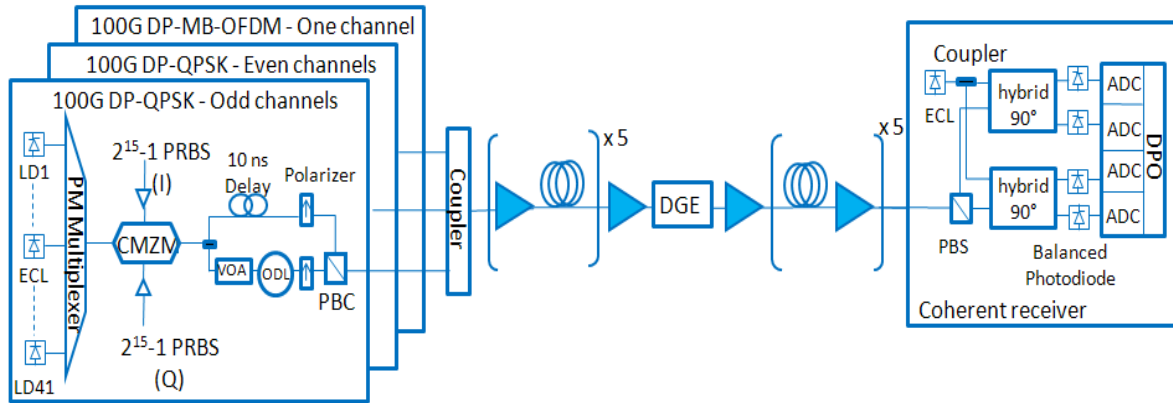 100G DP-MB-OFDM - One channel
100G DP-QPSK - Even channels
100G DP-QPSK - Odd channels
LD1
ECL
LD41
PM Multiplexer
2¹⁵-1 PRBS
(I)
CMZM
2¹⁵-1 PRBS
(Q)
10 ns
Delay
VOA
ODL
Polarizer
PBC
Coupler
x 5
DGE
x 5
Coupler
ECL
PBS
hybrid
90°
hybrid
90°
Balanced
Photodiode
ADC
ADC
ADC
ADC
DPO
Coherent receiver